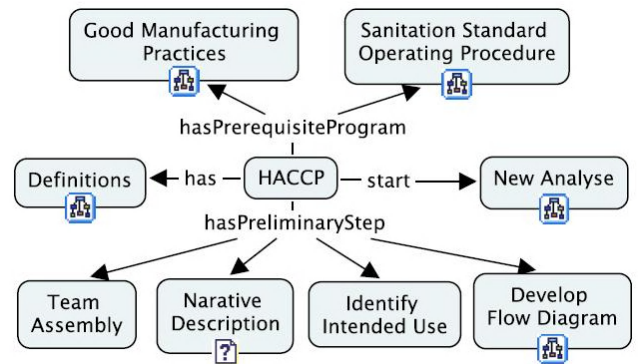 Good Manufacturing
Practices
Sanitation Standard
Operating Procedure
hasPrerequisiteProgram
Definitions
has
HACCP
start
New Analyse
hasPreliminaryStep
Team
Assembly
Narative
Description
?
Identify
Intended Use
Develop
Flow Diagram